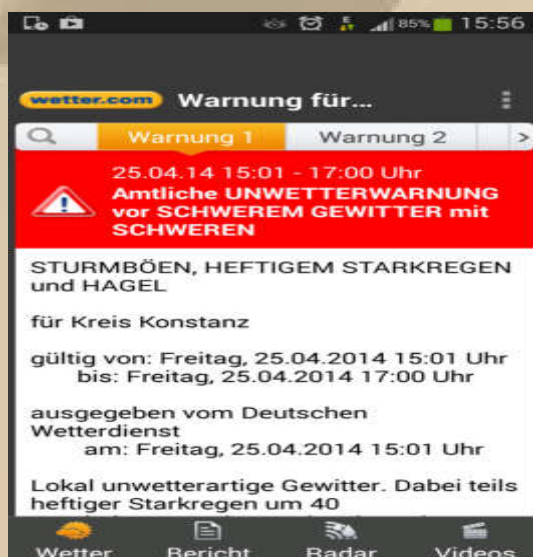 85% 15:56
wetter.com Warnung für...
Warnung 1 Warnung 2 >
25.04.14 15:01 - 17:00 Uhr
Amtliche UNWETTERWARNUNG
vor SCHWEREM GEWITTER mit
SCHWEREN
STURMBÖEN, HEFTIGEM STARKREGEN
und HAGEL
für Kreis Konstanz
gültig von: Freitag, 25.04.2014 15:01 Uhr
bis: Freitag, 25.04.2014 17:00 Uhr
ausgegeben vom Deutschen
Wetterdienst
am: Freitag, 25.04.2014 15:01 Uhr
Lokal unwetterartige Gewitter. Dabei teils
heftiger Starkregen um 40
Wetter Bericht Radar Videos